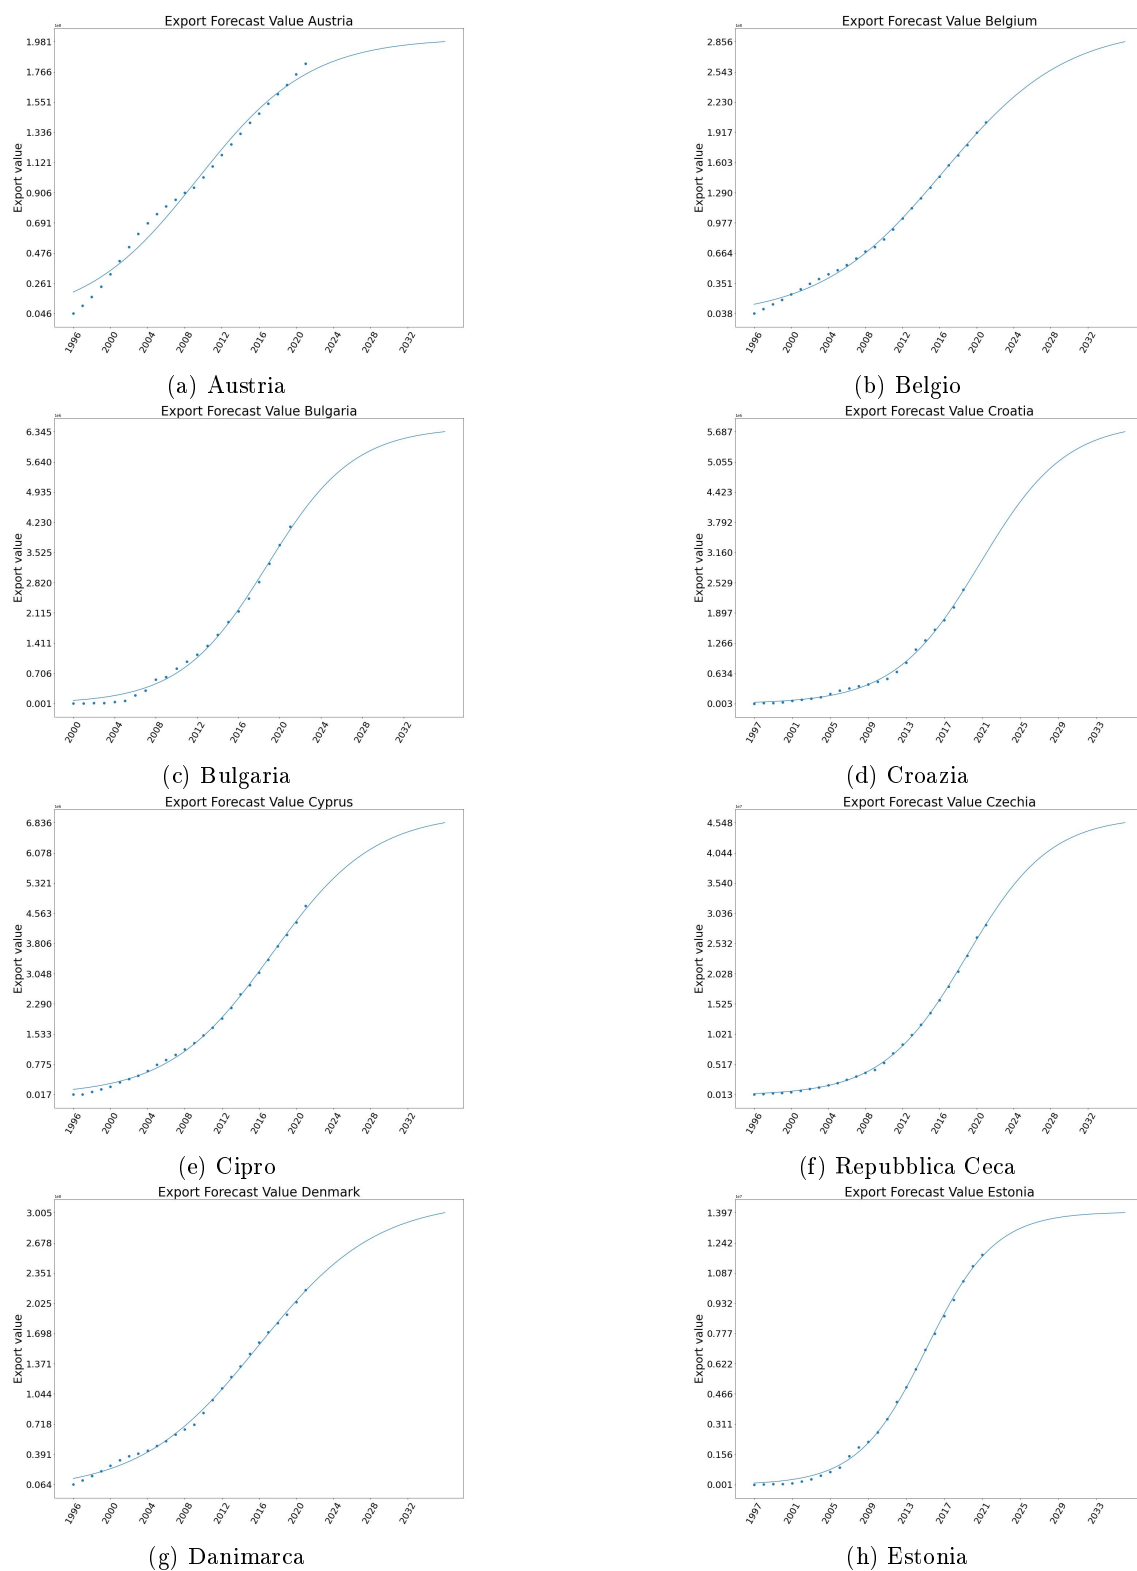 Export Forecast Value Austria
1e8
1.981
1.766
1.551
1.336
1.121
0.906
0.691
0.476
0.261
0.046
Export value
1996 2000 2004 2008 2012 2016 2020 2024 2028 2032
(a) Austria
Export Forecast Value Belgium
2.856
2.543
2.230
1.917
1.603
1.290
0.977
0.664
0.351
0.038
Export value
1996 2000 2004 2008 2012 2016 2020 2024 2028 2032
(b) Belgio
Export Forecast Value Bulgaria
6.345
5.640
4.935
4.230
3.525
2.820
2.115
1.411
0.706
0.001
Export value
2000 2004 2008 2012 2016 2020 2024 2028 2032
(c) Bulgaria
Export Forecast Value Croatia
5.687
5.055
4.423
3.792
3.160
2.529
1.897
1.266
0.634
0.003
Export value
1997 2001 2005 2009 2013 2017 2021 2025 2029 2033
(d) Croazia
Export Forecast Value Cyprus
6.836
6.078
5.321
4.563
3.806
3.048
2.290
1.533
0.775
0.017
Export value
1996 2000 2004 2008 2012 2016 2020 2024 2028 2032
(e) Cipro
Export Forecast Value Czechia
1e7
4.548
4.044
3.540
3.036
2.532
2.028
1.525
1.021
0.517
0.013
Export value
1996 2000 2004 2008 2012 2016 2020 2024 2028 2032
(f) Repubblica Ceca
Export Forecast Value Denmark
3.005
2.678
2.351
2.025
1.698
1.371
1.044
0.718
0.391
0.064
Export value
1996 2000 2004 2008 2012 2016 2020 2024 2028 2032
(g) Danimarca
Export Forecast Value Estonia
1e7
1.397
1.242
1.087
0.932
0.777
0.622
0.466
0.311
0.156
0.001
Export value
1997 2001 2005 2009 2013 2017 2021 2025 2029 2033
(h) Estonia